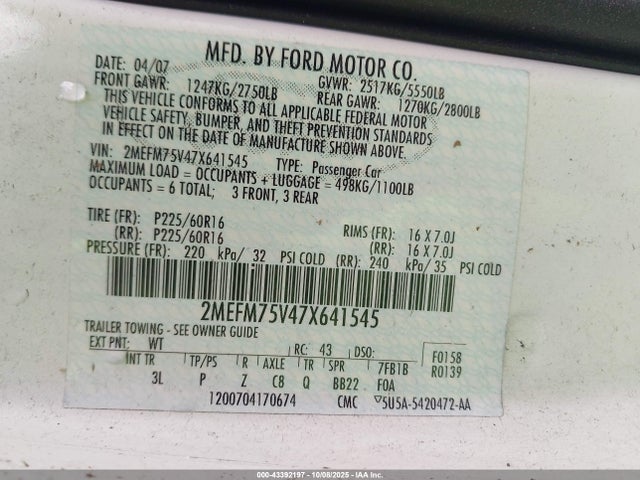 MFD. BY FORD MOTOR CO.
DATE: 04/07 GVWR: 2517KG/5550LB
FRONT GAWR: 1247KG/2750LB REAR GAWR: 1270KG/2800LB
THIS VEHICLE CONFORMS TO ALL APPLICABLE FEDERAL MOTOR
VEHICLE SAFETY, BUMPER, AND THEFT PREVENTION STANDARDS
IN EFFECT ON THE DATE OF MANUFACTURE SHOWN ABOVE.
VIN: 2MEFM75V47X641545 TYPE: Passenger Car
MAXIMUM LOAD = OCCUPANTS + LUGGAGE = 498KG/1100LB
OCCUPANTS = 6 TOTAL; 3 FRONT, 3 REAR
TIRE (FR): P225/60R16 RIMS (FR): 16 X 7.0J
(RR): P225/60R16 (RR): 16 X 7.0J
PRESSURE (FR): 220 kPa/ 32 PSI COLD (RR): 240 kPa/ 35 PSI COLD
2MEFM75V47X641545
TRAILER TOWING - SEE OWNER GUIDE
EXT PNT: WT RC: 43 DSO: F0158
INT TR TP/PS R AXLE TR SPR 7FB1B R0139
3L P Z C8 Q BB22 F0A
1200704170674 CMC ▽5U5A-5420472-AA
000-43392197 - 10/08/2025 - IAA Inc.